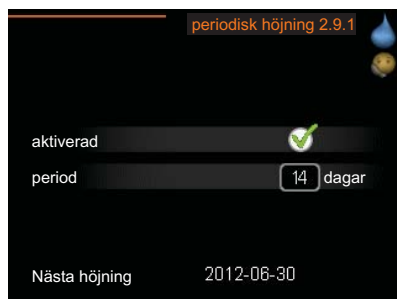 periodisk höjning 2.9.1
aktiverad
period 14 dagar
Nästa höjning 2012-06-30